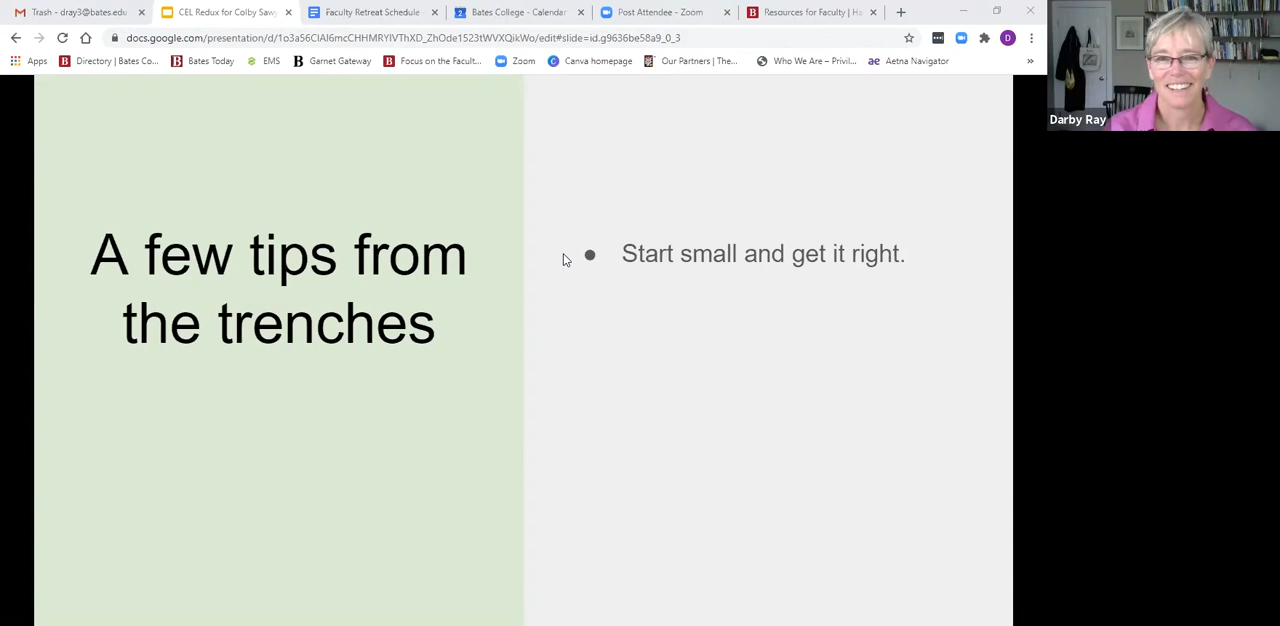 Trash - dray3@bates.edu
CEL Redux for Colby Saw
Faculty Retreat Schedule
Bates College - Calendar
Post Attendee - Zoom
Resources for Faculty | Ha
docs.google.com/presentation/d/1o3a56ClAI6mcCHHMRYIVThXD_ZhOde1523tWVXQikWo/edit#slide=id.g9636be58a9_0_3
Apps
Directory | Bates Co...
Bates Today
EMS
Garnet Gateway
Focus on the Facult...
Zoom
Canva homepage
Our Partners | The...
Who We Are – Privil...
Aetna Navigator
Darby Ray
A few tips from
the trenches
● Start small and get it right.